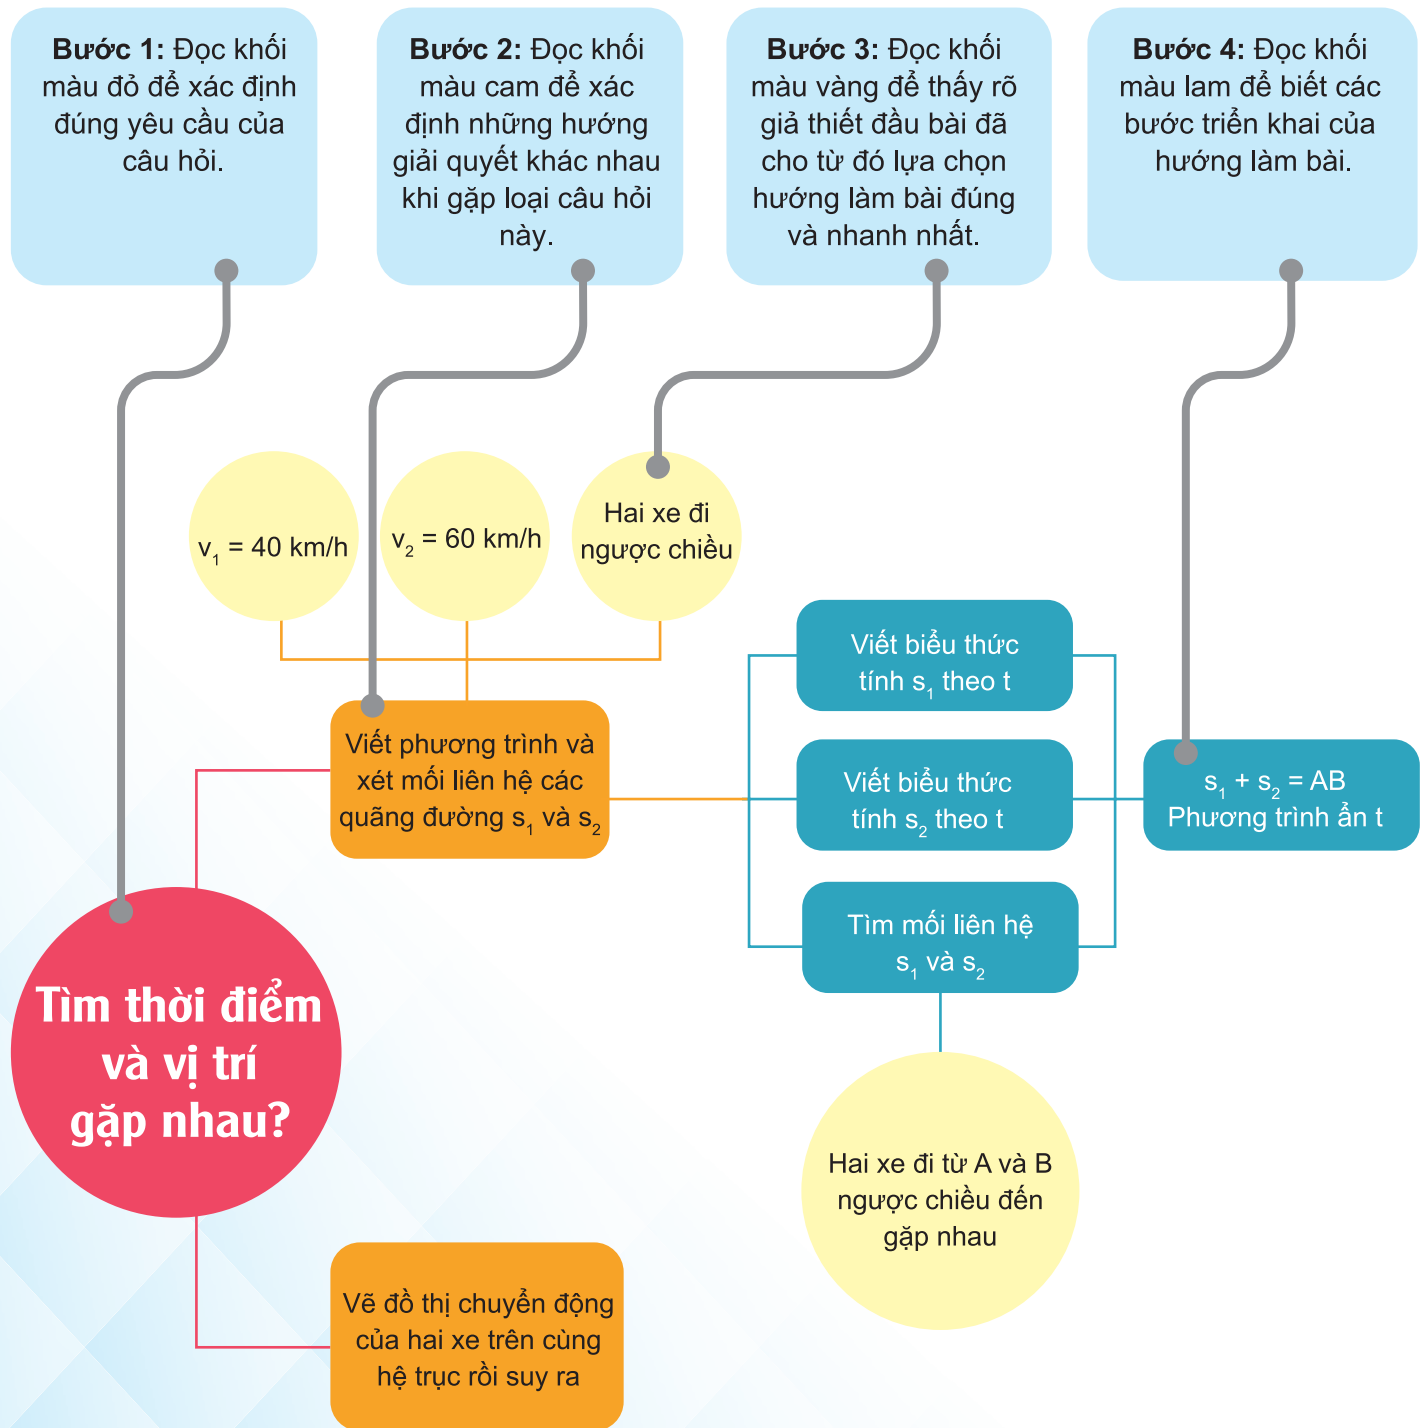 Bước 1: Đọc khối
màu đỏ để xác định
đúng yêu cầu của
câu hỏi.
Bước 2: Đọc khối
màu cam để xác
định những hướng
giải quyết khác nhau
khi gặp loại câu hỏi
này.
Bước 3: Đọc khối
màu vàng để thấy rõ
giả thiết đầu bài đã
cho từ đó lựa chọn
hướng làm bài đúng
và nhanh nhất.
Bước 4: Đọc khối
màu lam để biết các
bước triển khai của
hướng làm bài.
v₁ = 40 km/h
v₂ = 60 km/h
Hai xe đi
ngược chiều
Viết biểu thức
tính s₁ theo t
Viết phương trình và
xét mối liên hệ các
quãng đường s₁ và s₂
Viết biểu thức
tính s₂ theo t
s₁ + s₂ = AB
Phương trình ẩn t
Tìm mối liên hệ
s₁ và s₂
Tìm thời điểm
và vị trí
gặp nhau?
Hai xe đi từ A và B
ngược chiều đến
gặp nhau
Vẽ đồ thị chuyển động
của hai xe trên cùng
hệ trục rồi suy ra